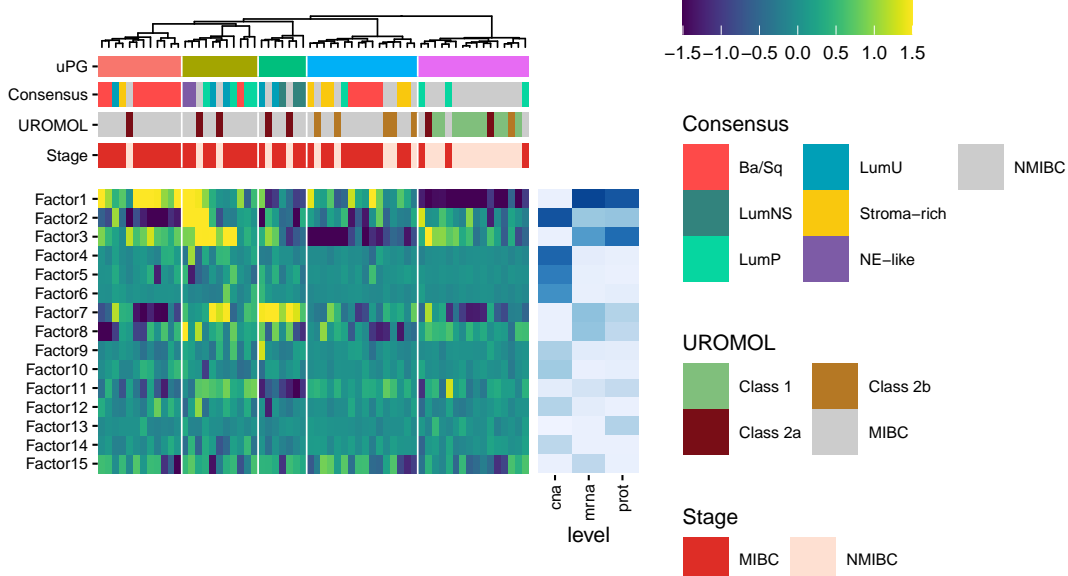 −1.5 −1.0 −0.5 0.0 0.5 1.0 1.5
uPG
Consensus
UROMOL
Stage
Factor1
Factor2
Factor3
Factor4
Factor5
Factor6
Factor7
Factor8
Factor9
Factor10
Factor11
Factor12
Factor13
Factor14
Factor15
cna
mrna
prot
level
Consensus
Ba/Sq
LumU
NMIBC
LumNS
Stroma−rich
LumP
NE−like
UROMOL
Class 1
Class 2b
Class 2a
MIBC
Stage
MIBC
NMIBC